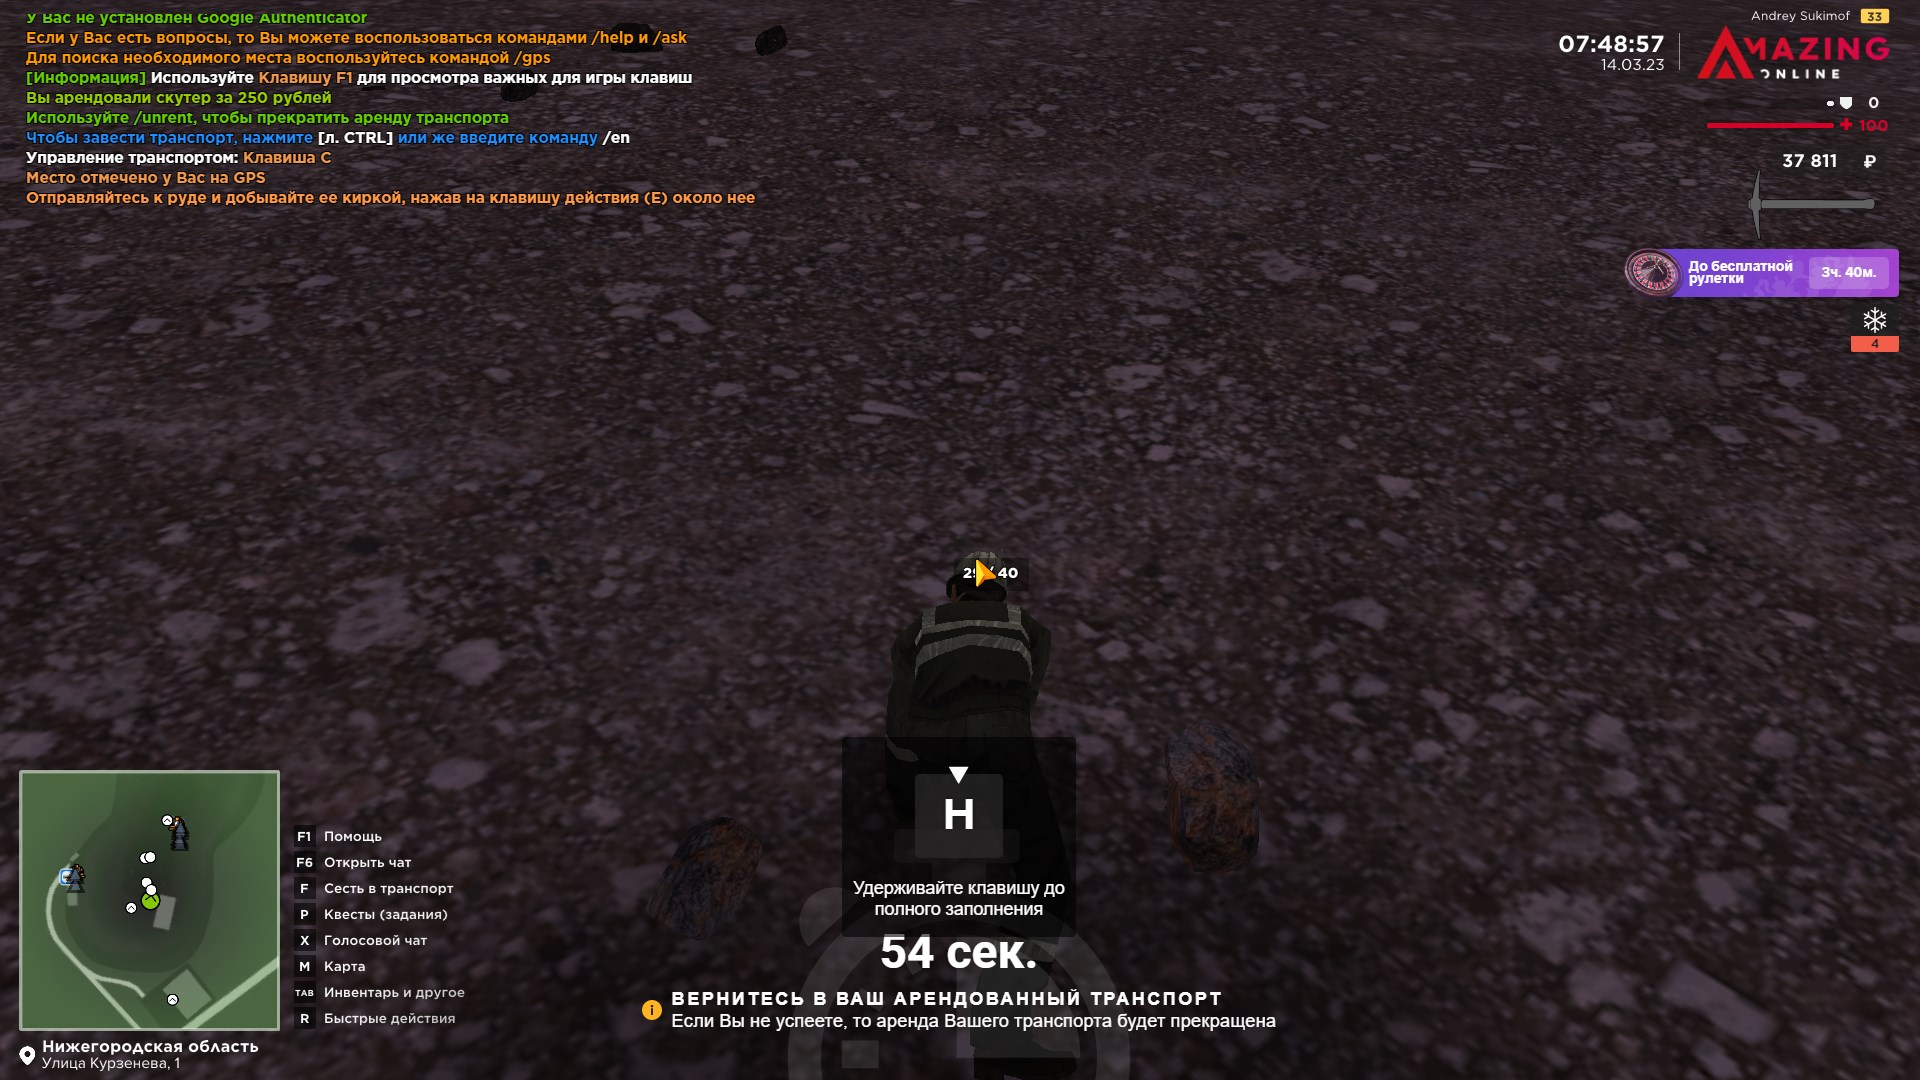 У Вас не установлен Google Authenticator
Если у Вас есть вопросы, то Вы можете воспользоваться командами /help и /ask
Для поиска необходимого места воспользуйтесь командой /gps
[Информация] Используйте Клавишу F1 для просмотра важных для игры клавиш
Вы арендовали скутер за 250 рублей
Используйте /unrent, чтобы прекратить аренду транспорта
Чтобы завести транспорт, нажмите [л. CTRL] или же введите команду /en
Управление транспортом: Клавиша C
Место отмечено у Вас на GPS
Отправляйтесь к руде и добывайте ее киркой, нажав на клавишу действия (E) около нее
Andrey Sukimof 33
07:48:57
14.03.23
AMAZING
ONLINE
0
100
37 811 ₽
До бесплатной
рулетки
3ч. 40м.
4
/ 40
H
Удерживайте клавишу до
полного заполнения
54 сек.
ВЕРНИТЕСЬ В ВАШ АРЕНДОВАННЫЙ ТРАНСПОРТ
Если Вы не успеете, то аренда Вашего транспорта будет прекращена
F1 Помощь
F6 Открыть чат
F Сесть в транспорт
P Квесты (задания)
X Голосовой чат
M Карта
TAB Инвентарь и другое
R Быстрые действия
Нижегородская область
Улица Курзенева, 1